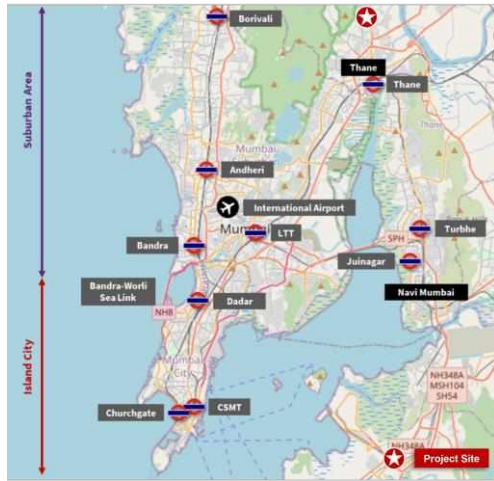 Borivali
Suburban Area
Thane
Thane
Thane
Mumbai
Andheri
International Airport
LTT
Turbhe
SPH
Bandra
Juinagar
Bandra-Worli
Sea Link
Navi Mumbai
Dadar
NH8
Island City
Mumbai
City
NH348A
MSH104
SH54
CSMT
Churchgate
NH348A
Project Site